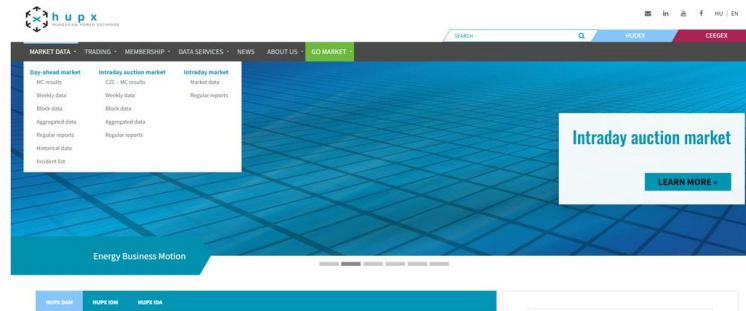 hupx
HUNGARIAN POWER EXCHANGE
HU | EN
SEARCH
HUDEX
CEEGEX
MARKET DATA
TRADING
MEMBERSHIP
DATA SERVICES
NEWS
ABOUT US
GO MARKET
Day-ahead market
MC results
Weekly data
Block data
Aggregated data
Regular reports
Historical data
Incident list
Intraday auction market
CZC - MC results
Weekly data
Block data
Aggregated data
Regular reports
Intraday market
Market data
Regular reports
Intraday auction market
LEARN MORE »
Energy Business Motion
HUPX DAM
HUPX IDM
HUPX IDA